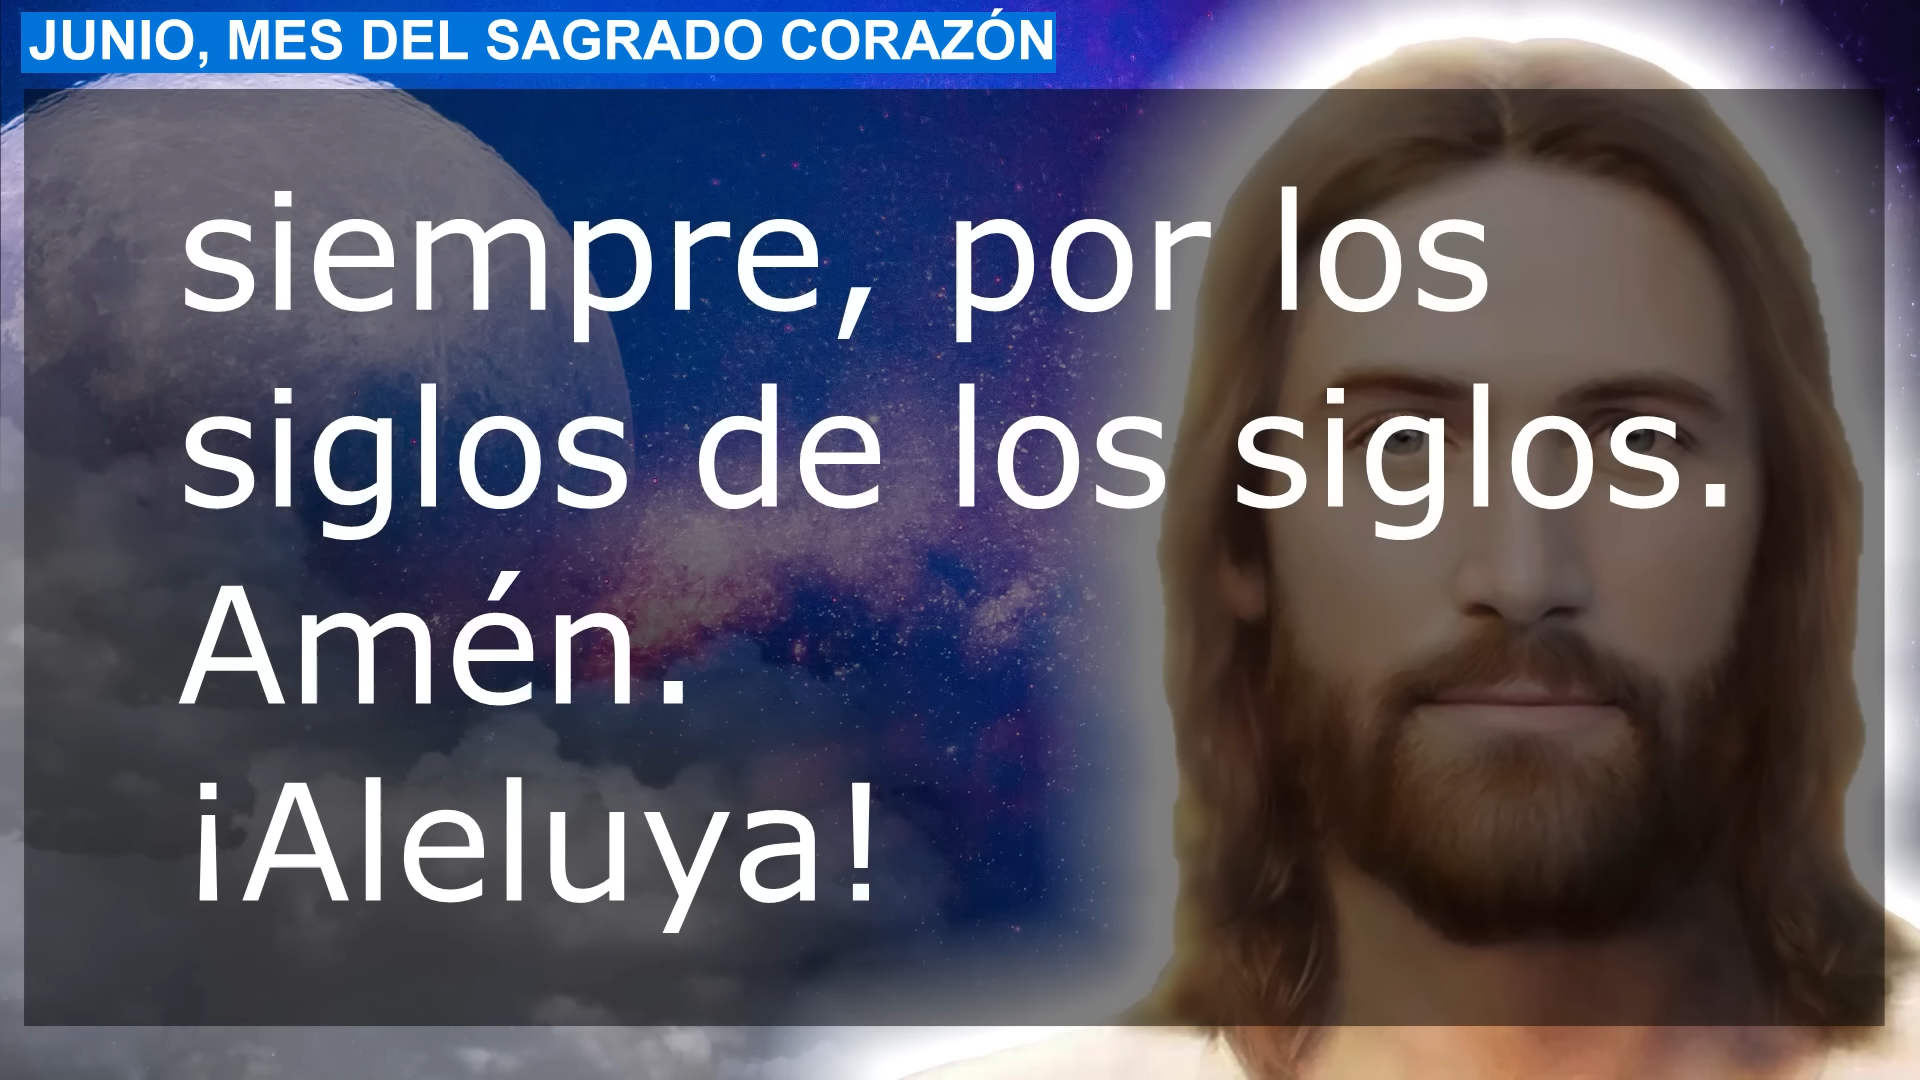 JUNIO, MES DEL SAGRADO CORAZÓN
siempre, por los
siglos de los siglos.
Amén.
¡Aleluya!